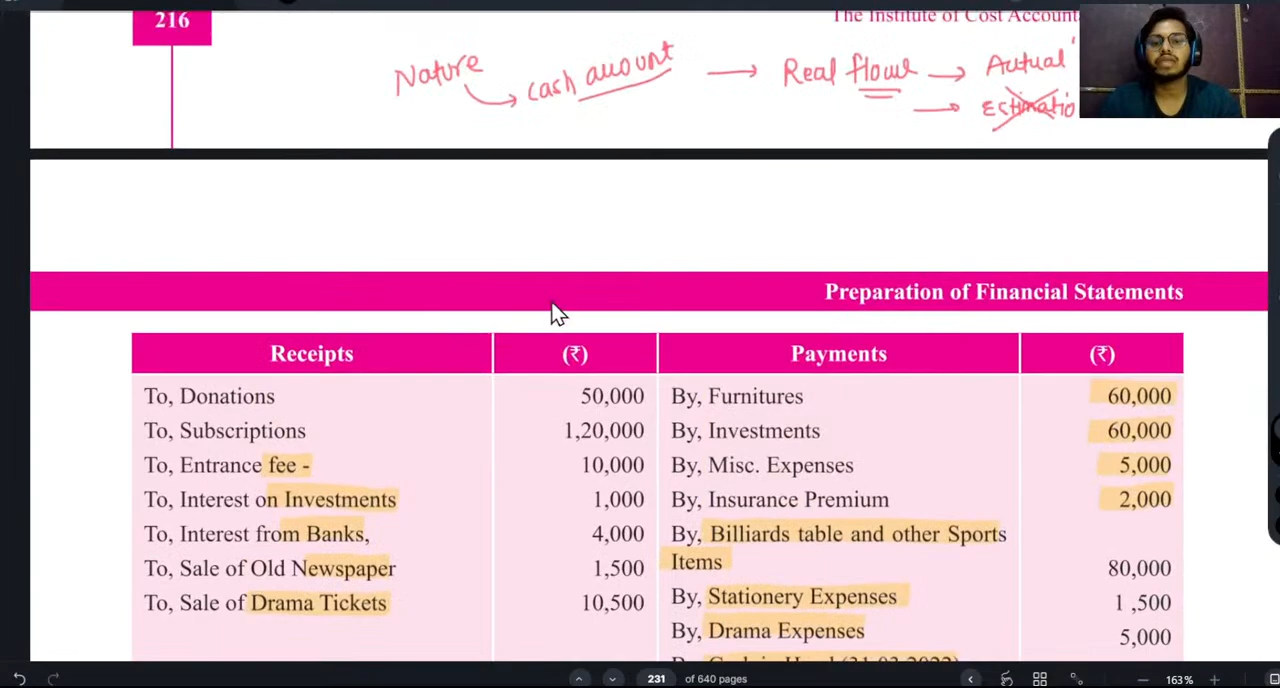 216
The Institute of Cost Account
Nature
cash amount
Real flow
Actual
Preparation of Financial Statements
Receipts (₹) Payments (₹)
To, Donations 50,000 By, Furnitures 60,000
To, Subscriptions 1,20,000 By, Investments 60,000
To, Entrance fee - 10,000 By, Misc. Expenses 5,000
To, Interest on Investments 1,000 By, Insurance Premium 2,000
To, Interest from Banks, 4,000 By, Billiards table and other Sports
Items
To, Sale of Old Newspaper 1,500 80,000
To, Sale of Drama Tickets 10,500 By, Stationery Expenses 1 ,500
By, Drama Expenses 5,000
231 of 640 pages
163%